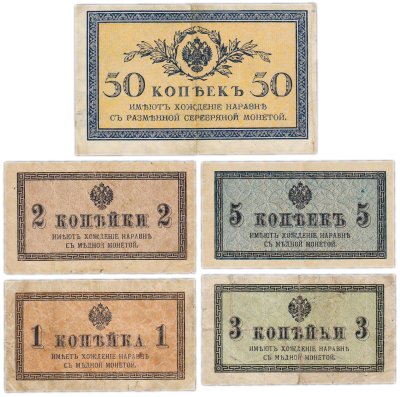 50 КОПѢЕКЪ 50
ИМѢЮТЪ ХОЖДЕНІЕ НАРАВНѢ
СЪ РАЗМѢННОЙ СЕРЕБРЯНОЙ МОНЕТОЙ.
2 КОПѢЙКИ 2
ИМѢЮТЪ ХОЖДЕНІЕ НАРАВНѢ
СЪ МѢДНОЙ МОНЕТОЙ.
5 КОПѢЕКЪ 5
ИМѢЮТЪ ХОЖДЕНІЕ НАРАВНѢ
СЪ МѢДНОЙ МОНЕТОЙ.
1 КОПѢЙКА 1
ИМѢЕТЪ ХОЖДЕНІЕ НАРАВНѢ
СЪ МѢДНОЙ МОНЕТОЙ.
3 КОПѢЙКИ 3
ИМѢЮТЪ ХОЖДЕНІЕ НАРАВНѢ
СЪ МѢДНОЙ МОНЕТОЙ.